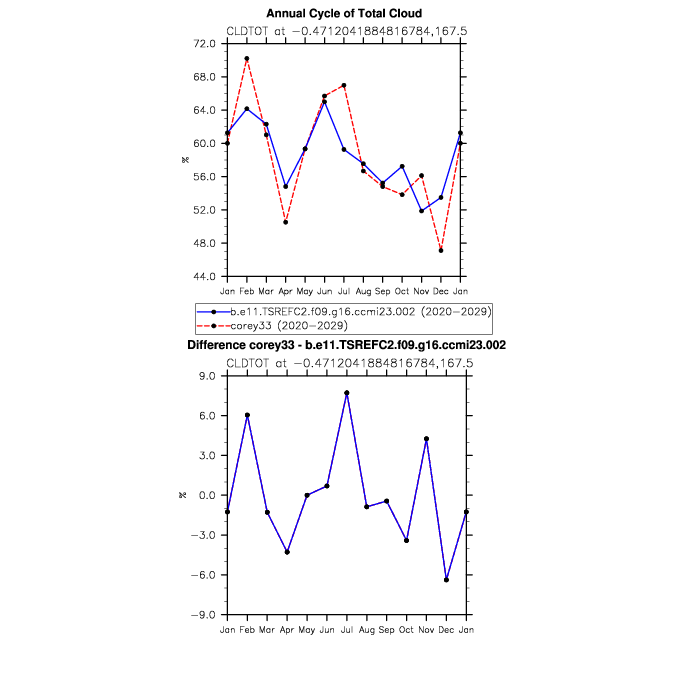 Annual Cycle of Total Cloud
CLDTOT at −0.4712041884816784,167.5
72.0
68.0
64.0
60.0
56.0
52.0
48.0
44.0
%
Jan Feb Mar Apr May Jun Jul Aug Sep Oct Nov Dec Jan
b.e11.TSREFC2.f09.g16.ccmi23.002 (2020−2029)
corey33 (2020−2029)
Difference corey33 - b.e11.TSREFC2.f09.g16.ccmi23.002
CLDTOT at −0.4712041884816784,167.5
9.0
6.0
3.0
0.0
−3.0
−6.0
−9.0
%
Jan Feb Mar Apr May Jun Jul Aug Sep Oct Nov Dec Jan